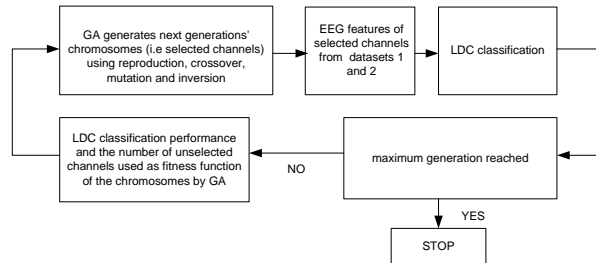 GA generates next generations'
chromosomes (i.e selected channels)
using reproduction, crossover,
mutation and inversion
EEG features of
selected channels
from datasets 1
and 2
LDC classification
LDC classification performance
and the number of unselected
channels used as fitness function
of the chromosomes by GA
NO
maximum generation reached
YES
STOP